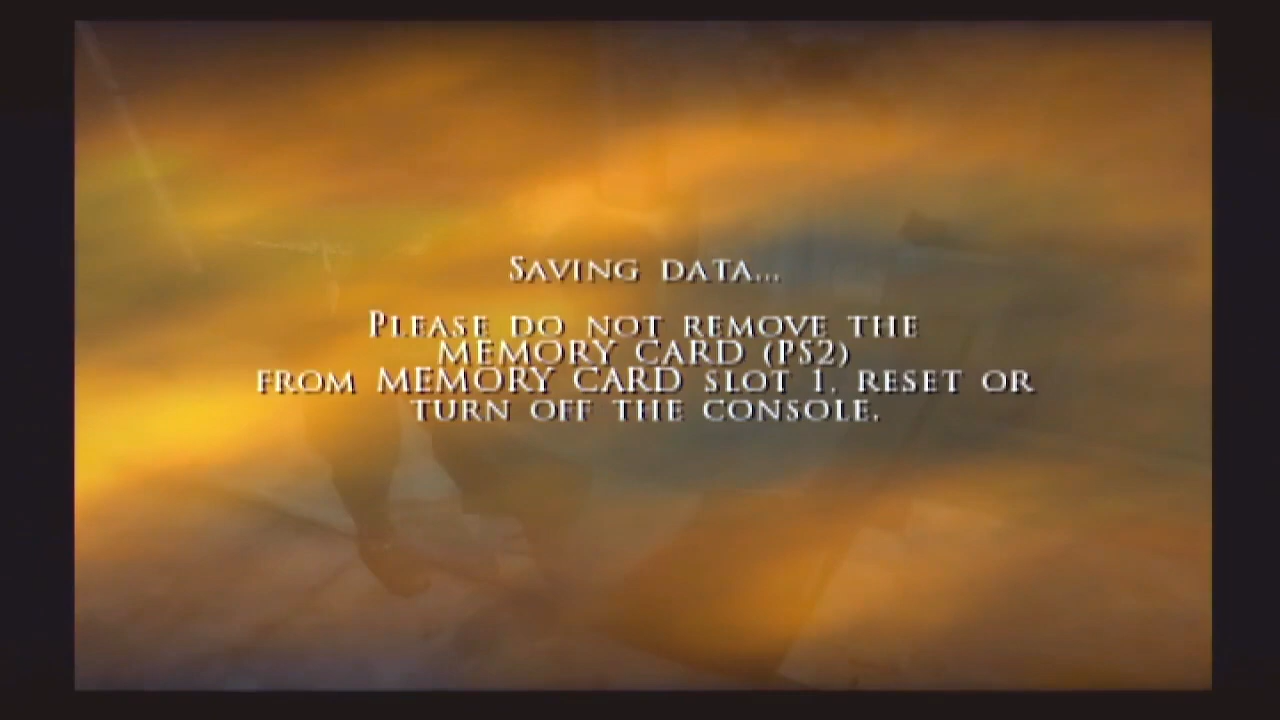 Saving data...
Please do not remove the
MEMORY CARD (PS2)
from MEMORY CARD slot 1, reset or
turn off the console.